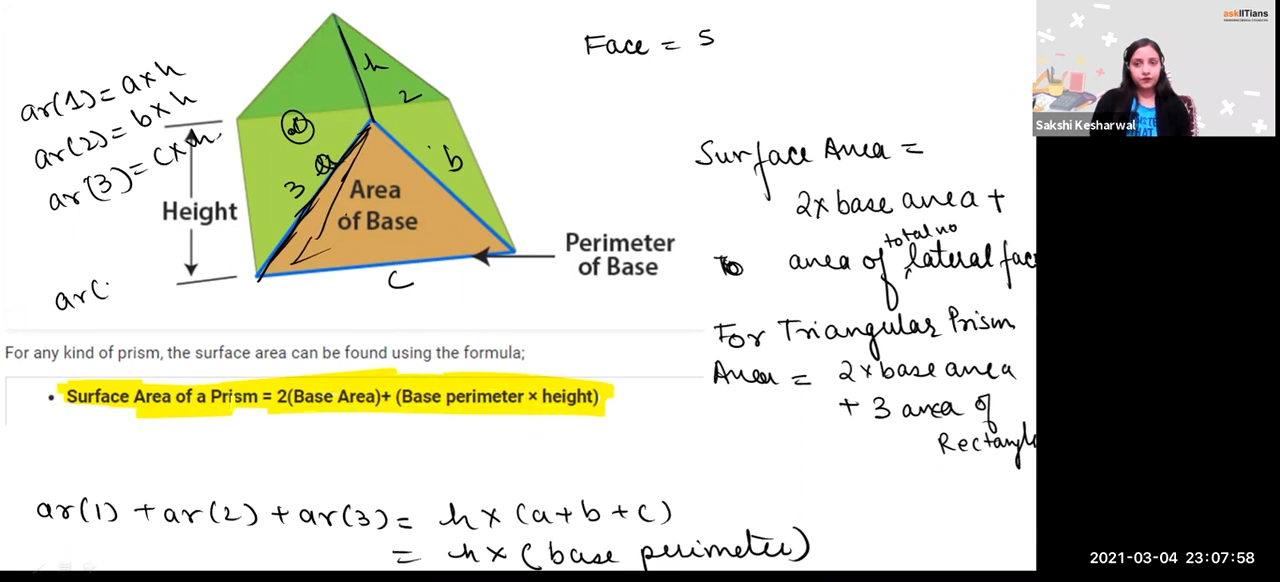 askIITians
Face = 5
ar(1) = a×h
ar(2) = b×h
ar(3) = c×h
h
2
3
b
c
Area
of Base
Height
Perimeter
of Base
ar(
Sakshi Kesharwal
Surface Area =
2×base area +
area of total no lateral face
For Triangular Prism
Area = 2×base area
+ 3 area of
Rectangle
For any kind of prism, the surface area can be found using the formula;
• Surface Area of a Prism = 2(Base Area)+ (Base perimeter × height)
ar(1) + ar(2) + ar(3) = h×(a+b+c)
= h×(base perimeter)
2021-03-04 23:07:58